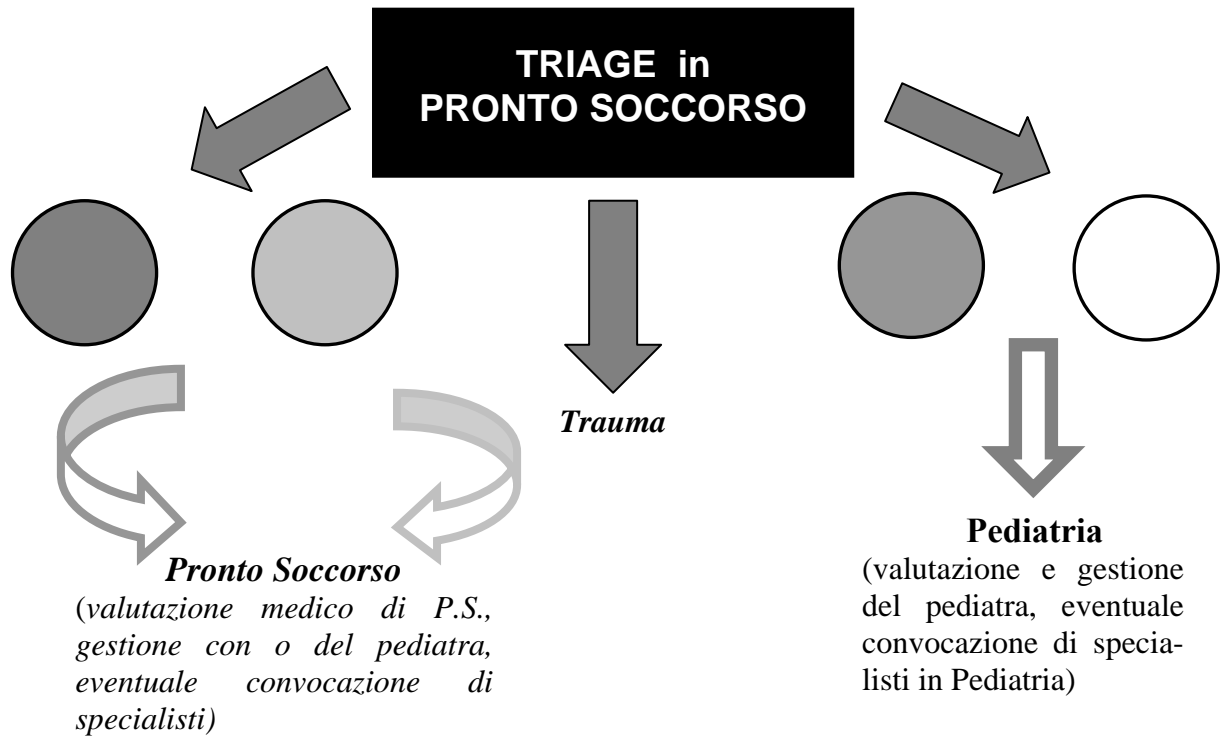 TRIAGE in
PRONTO SOCCORSO
Trauma
Pronto Soccorso
(valutazione medico di P.S.,
gestione con o del pediatra,
eventuale convocazione di
specialisti)
Pediatria
(valutazione e gestione
del pediatra, eventuale
convocazione di specia-
listi in Pediatria)